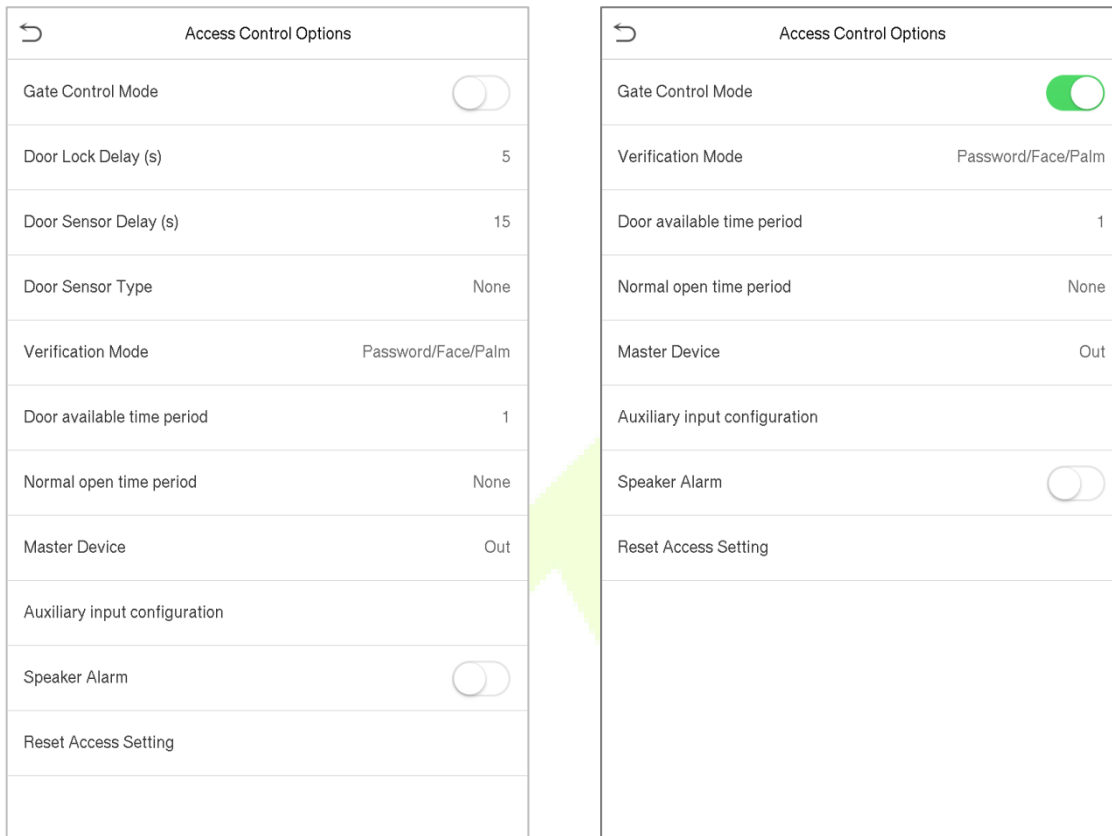 Access Control Options
Gate Control Mode
Door Lock Delay (s) 5
Door Sensor Delay (s) 15
Door Sensor Type None
Verification Mode Password/Face/Palm
Door available time period 1
Normal open time period None
Master Device Out
Auxiliary input configuration
Speaker Alarm
Reset Access Setting
Access Control Options
Gate Control Mode
Verification Mode Password/Face/Palm
Door available time period 1
Normal open time period None
Master Device Out
Auxiliary input configuration
Speaker Alarm
Reset Access Setting